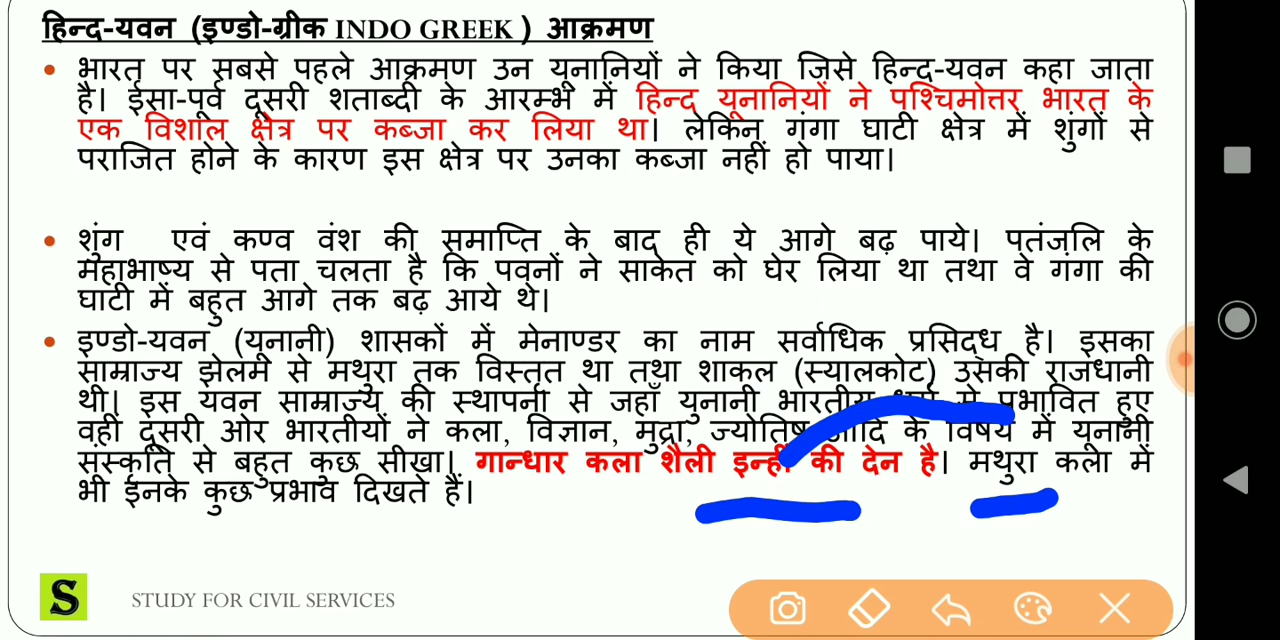 हिन्द-यवन (इण्डो-ग्रीक INDO GREEK ) आक्रमण
• भारत पर सबसे पहले आक्रमण उन यूनानियों ने किया जिसे हिन्द-यवन कहा जाता
है। ईसा-पूर्व दूसरी शताब्दी के आरम्भ में हिन्द यूनानियों ने पश्चिमोत्तर भारत के
एक विशाल क्षेत्र पर कब्जा कर लिया था। लेकिन गंगा घाटी क्षेत्र में शुंगों से
पराजित होने के कारण इस क्षेत्र पर उनका कब्जा नहीं हो पाया।
• शुंग एवं कण्व वंश की समाप्ति के बाद ही ये आगे बढ़ पाये। पतंजलि के
महाभाष्य से पता चलता है कि पवनों ने साकेत को घेर लिया था तथा वे गंगा की
घाटी में बहुत आगे तक बढ़ आये थे।
• इण्डो-यवन (यूनानी) शासकों में मेनाण्डर का नाम सर्वाधिक प्रसिद्ध है। इसका
साम्राज्य झेलम से मथुरा तक विस्तृत था तथा शाकल (स्यालकोट) उसकी राजधानी
थी। इस यवन साम्राज्य की स्थापना से जहाँ युनानी भारतीय से प्रभावित हुए
वहीं दूसरी ओर भारतीयों ने कला, विज्ञान, मुद्रा, ज्योतिष आदि के विषय में यूनानी
संस्कृति से बहुत कुछ सीखा। गान्धार कला शैली इन्हीं की देन है। मथुरा कला में
भी ईनके कुछ प्रभाव दिखते हैं।
S STUDY FOR CIVIL SERVICES